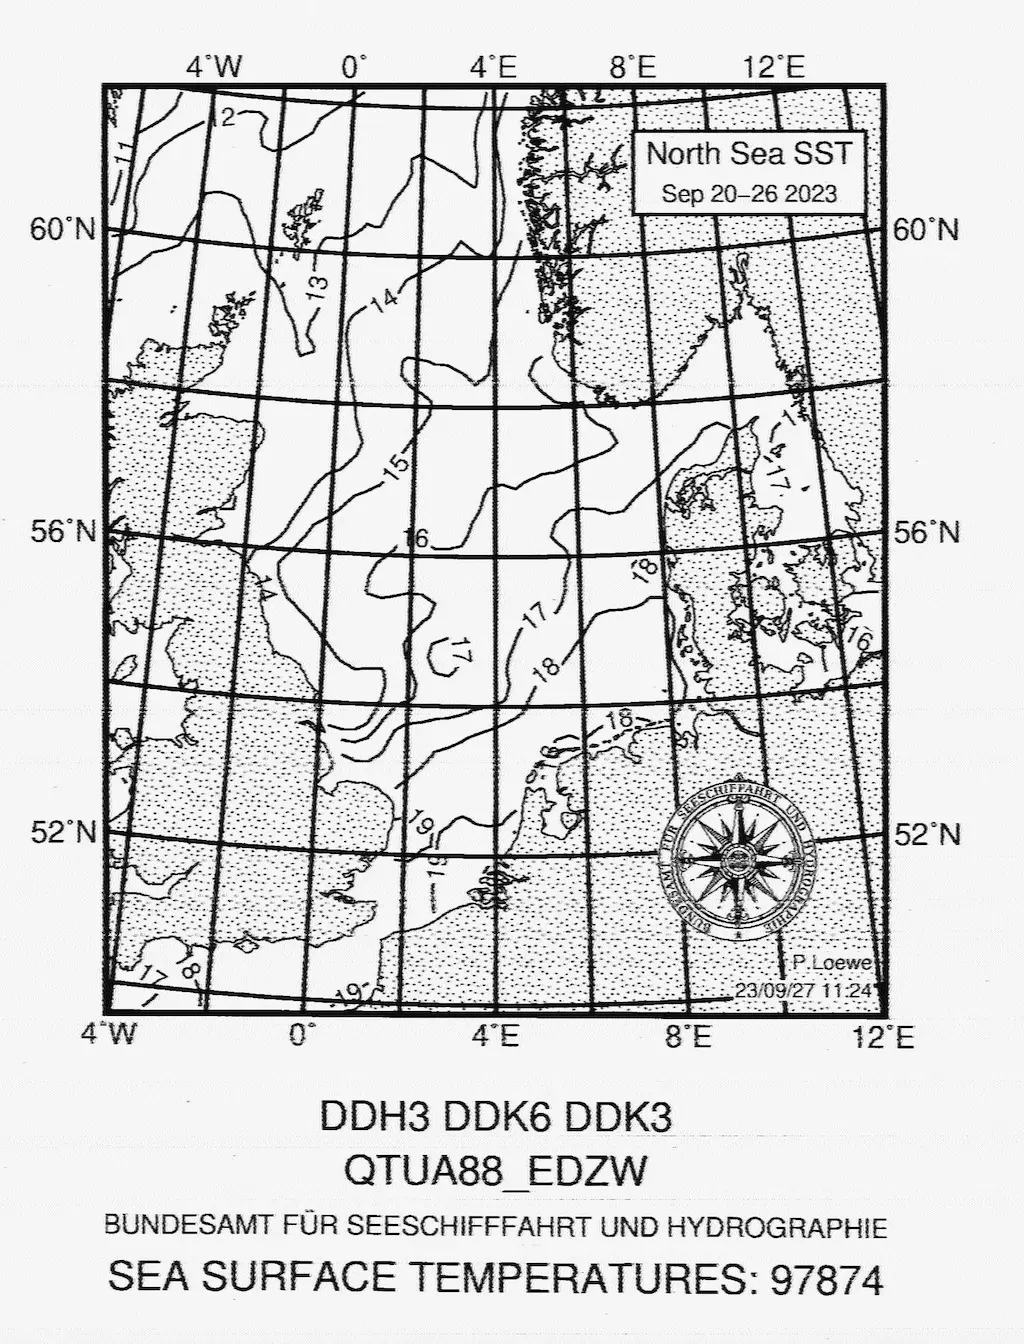 4°W 0° 4°E 8°E 12°E
North Sea SST
Sep 20–26 2023
12
11
60°N 60°N
13
14
17
15
17
56°N 16 56°N
18
14
17
16
17
18
18
52°N 19 52°N
19
BUNDESAMT FÜR SEESCHIFFAHRT UND HYDROGRAPHIE
P.Loewe
17 18
19
23/09/27 11:24
4°W 0° 4°E 8°E 12°E
DDH3 DDK6 DDK3
QTUA88_EDZW
BUNDESAMT FÜR SEESCHIFFFAHRT UND HYDROGRAPHIE
SEA SURFACE TEMPERATURES: 97874